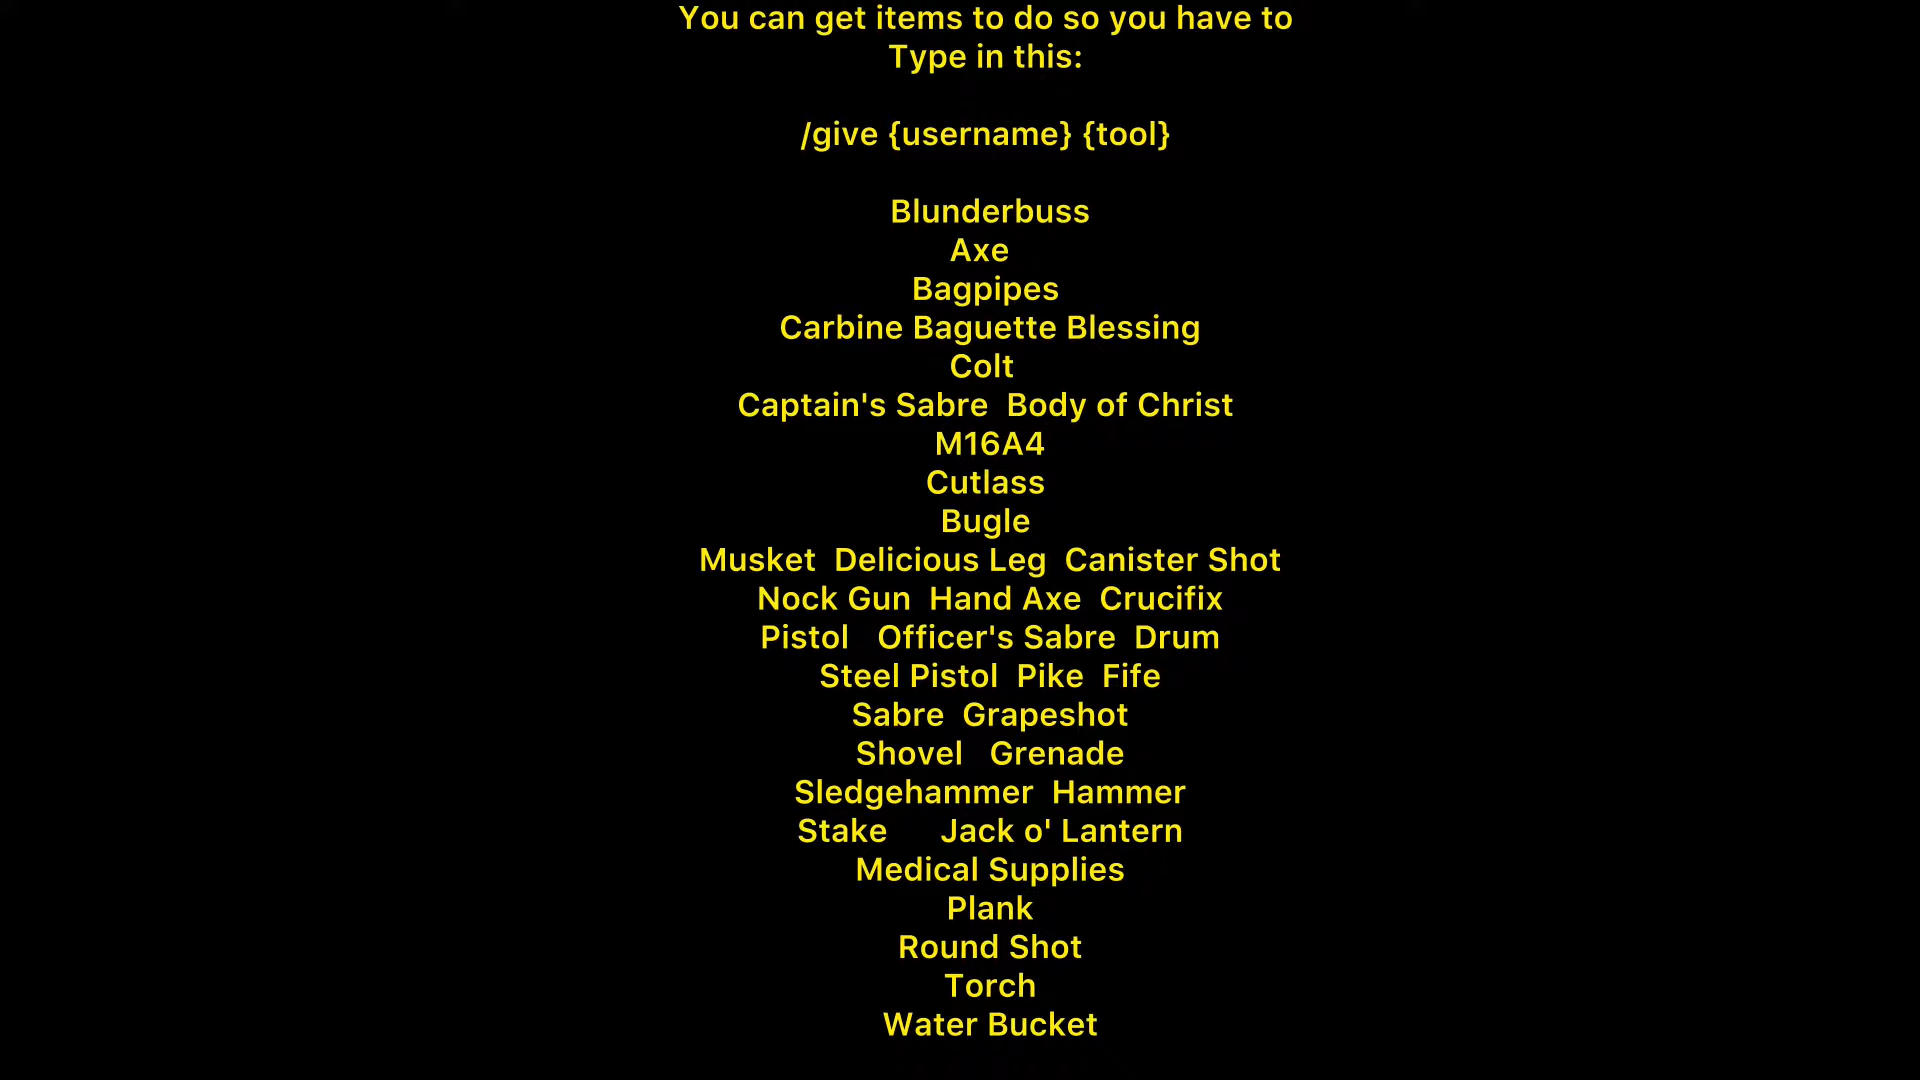 You can get items to do so you have to
Type in this:
/give {username} {tool}
Blunderbuss
Axe
Bagpipes
Carbine Baguette Blessing
Colt
Captain's Sabre  Body of Christ
M16A4
Cutlass
Bugle
Musket  Delicious Leg  Canister Shot
Nock Gun  Hand Axe  Crucifix
Pistol   Officer's Sabre  Drum
Steel Pistol  Pike  Fife
Sabre  Grapeshot
Shovel   Grenade
Sledgehammer  Hammer
Stake      Jack o' Lantern
Medical Supplies
Plank
Round Shot
Torch
Water Bucket